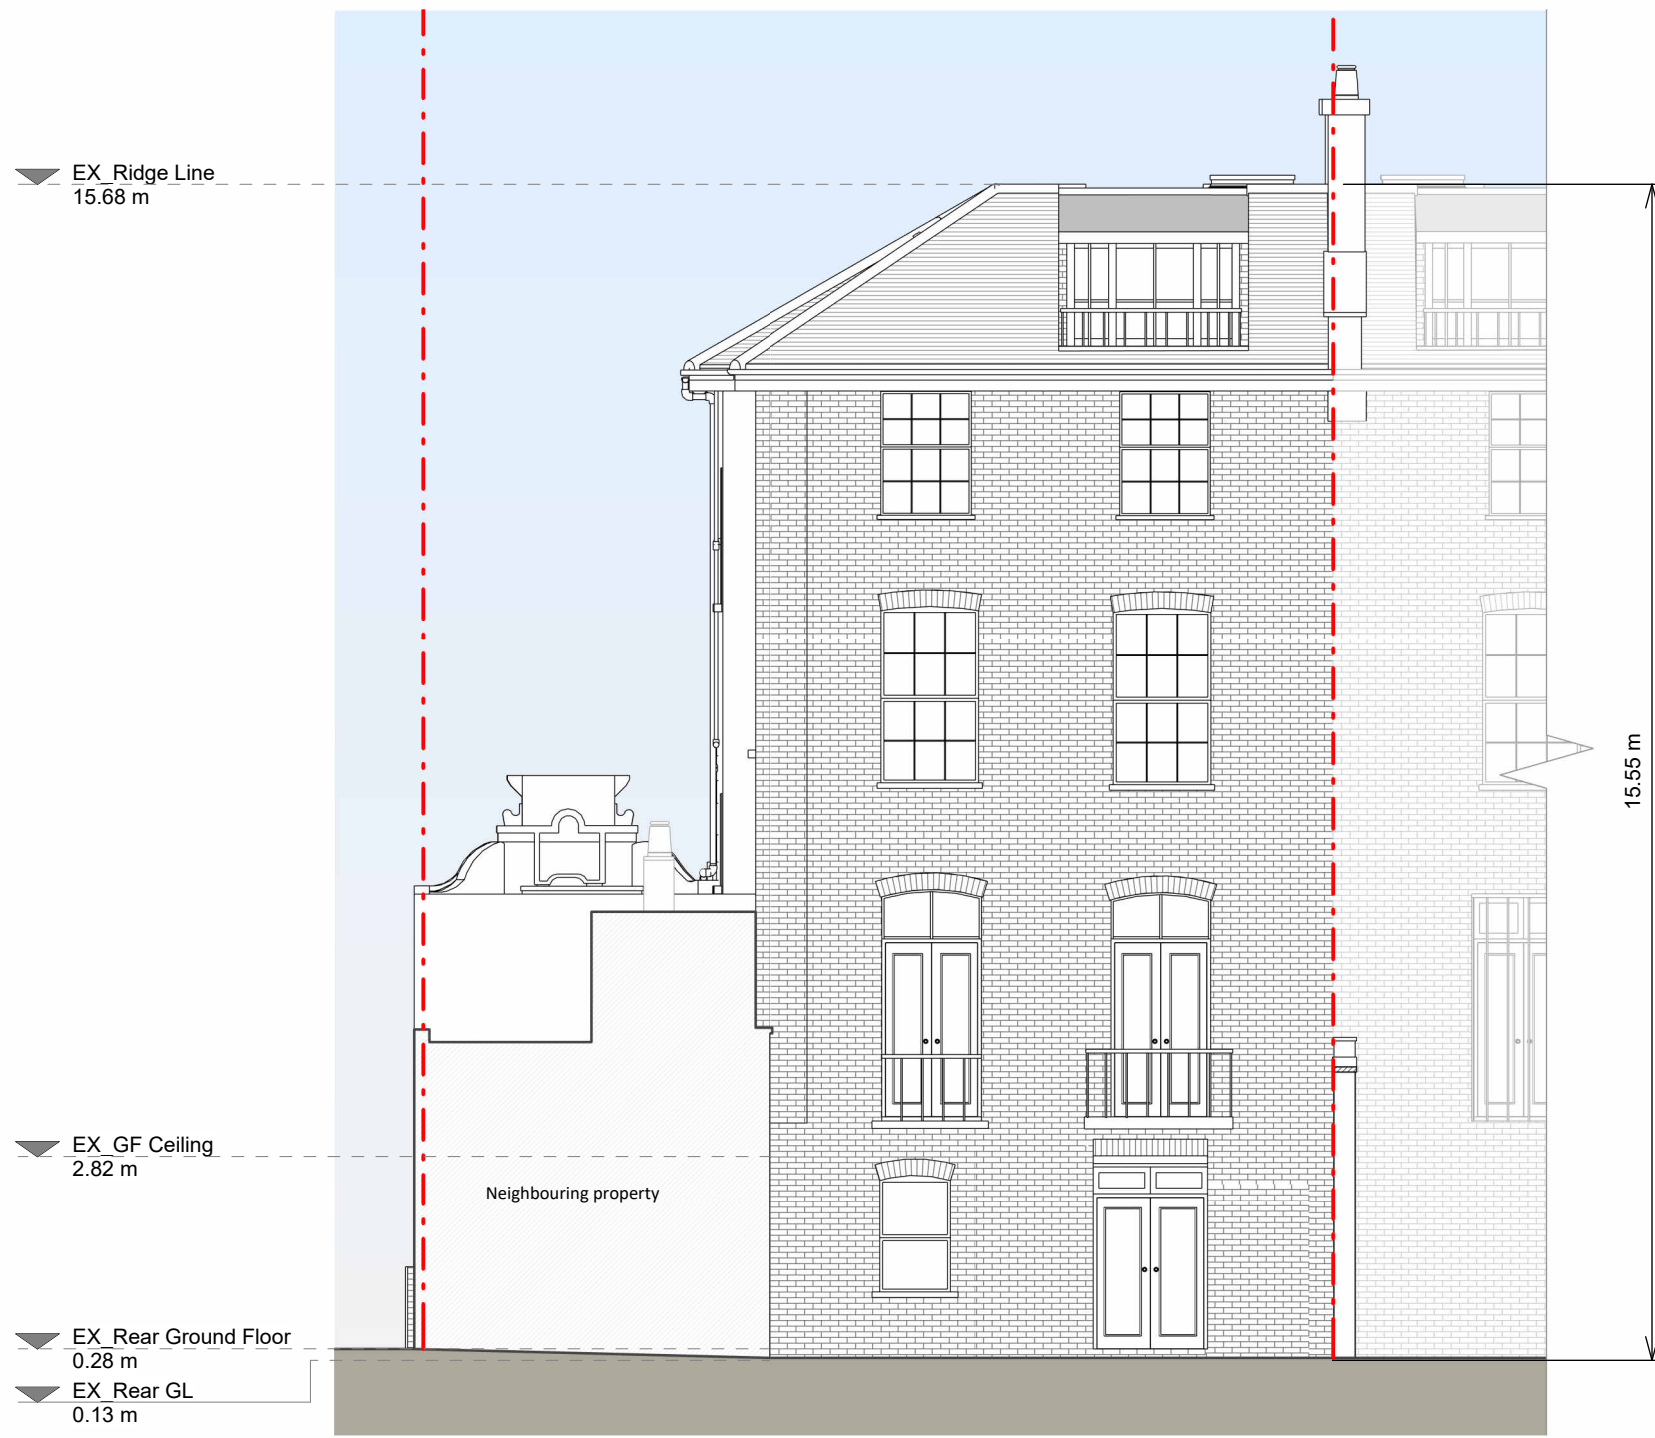 EX_Ridge Line
15.68 m
15.55 m
EX_GF Ceiling
2.82 m
Neighbouring property
EX_Rear Ground Floor
0.28 m
EX_Rear GL
0.13 m